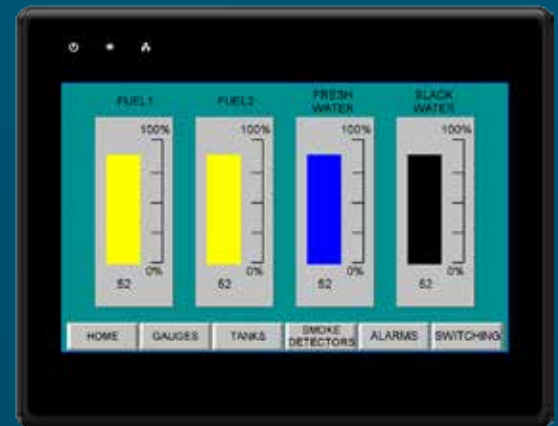 FUEL1
FUEL2
FRESH
WATER
BLACK
WATER
100%
100%
100%
100%
0%
0%
0%
0%
52
52
52
52
HOME
GAUGES
TANKS
SMOKE
DETECTORS
ALARMS
SWITCHING